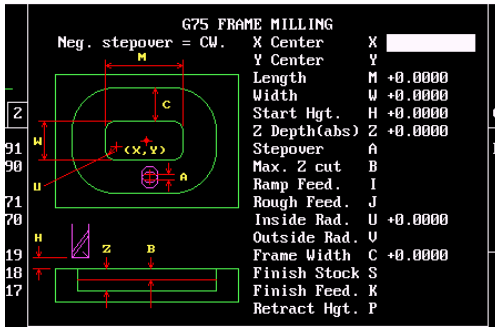 G75 FRAME MILLING
Neg. stepover = CW.
X Center X
Y Center Y
Length M +0.0000
Width W +0.0000
Start Hgt. H +0.0000
Z Depth(abs) Z +0.0000
Stepover A
Max. Z cut B
Ramp Feed. I
Rough Feed. J
Inside Rad. U +0.0000
Outside Rad. V
Frame Width C +0.0000
Finish Stock S
Finish Feed. K
Retract Hgt. P
M
C
W
(X,Y)
A
U
H
Z
B
2
91
90
71
70
19
18
17